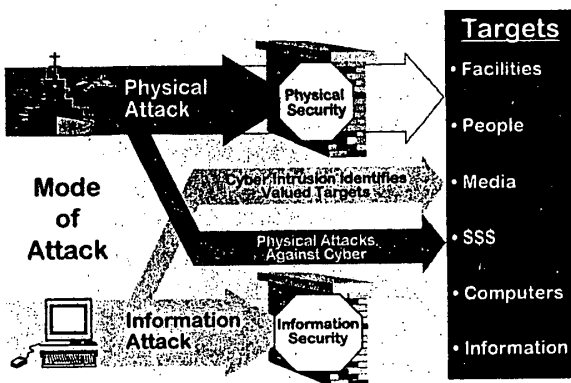 Targets
• Facilities
• People
• Media
• $$$
• Computers
• Information
Physical
Attack
Physical
Security
Cyber Intrusion Identifies
Valued Targets
Mode
of
Attack
Physical Attacks
Against Cyber
Information
Attack
Information
Security